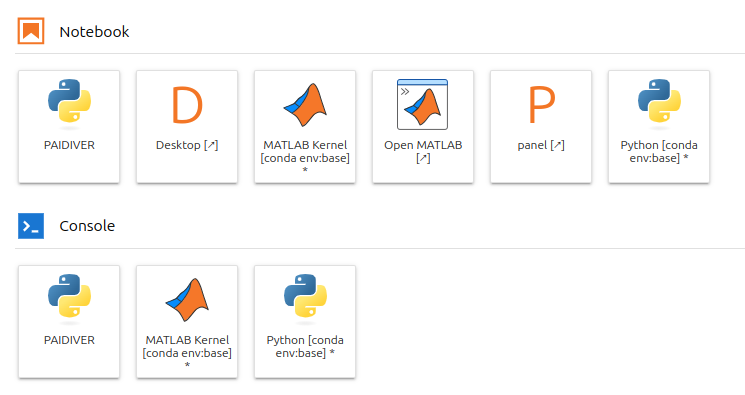 Notebook
PAIDIVER
Desktop [↗]
MATLAB Kernel
[conda env:base]
*
Open MATLAB
[↗]
panel [↗]
Python [conda
env:base] *
Console
PAIDIVER
MATLAB Kernel
[conda env:base]
*
Python [conda
env:base] *